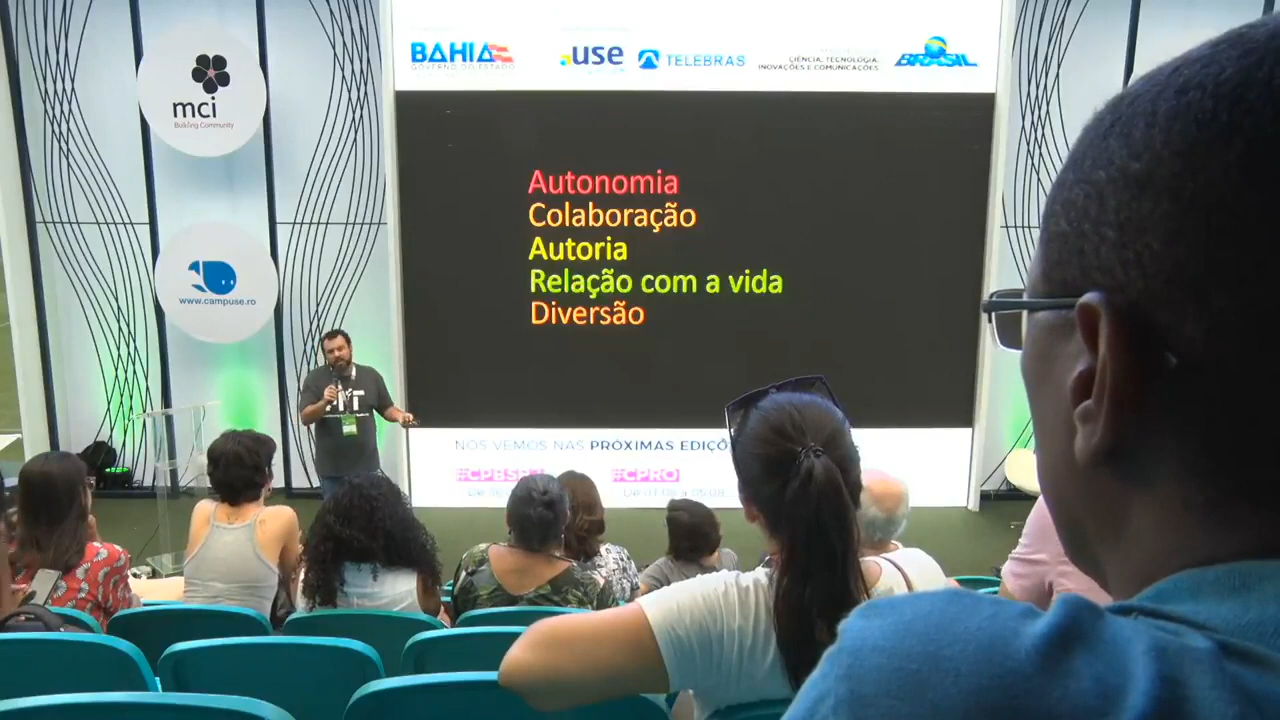 BAHIA
GOVERNO DO ESTADO
use
TELEBRAS
CIÊNCIA, TECNOLOGIA,
INOVAÇÕES E COMUNICAÇÕES
BRASIL
mci
Building Community
www.campuse.ro
Autonomia
Colaboração
Autoria
Relação com a vida
Diversão
NOS VEMOS NAS PRÓXIMAS EDIÇÕ
#CPBSB
#CPRO